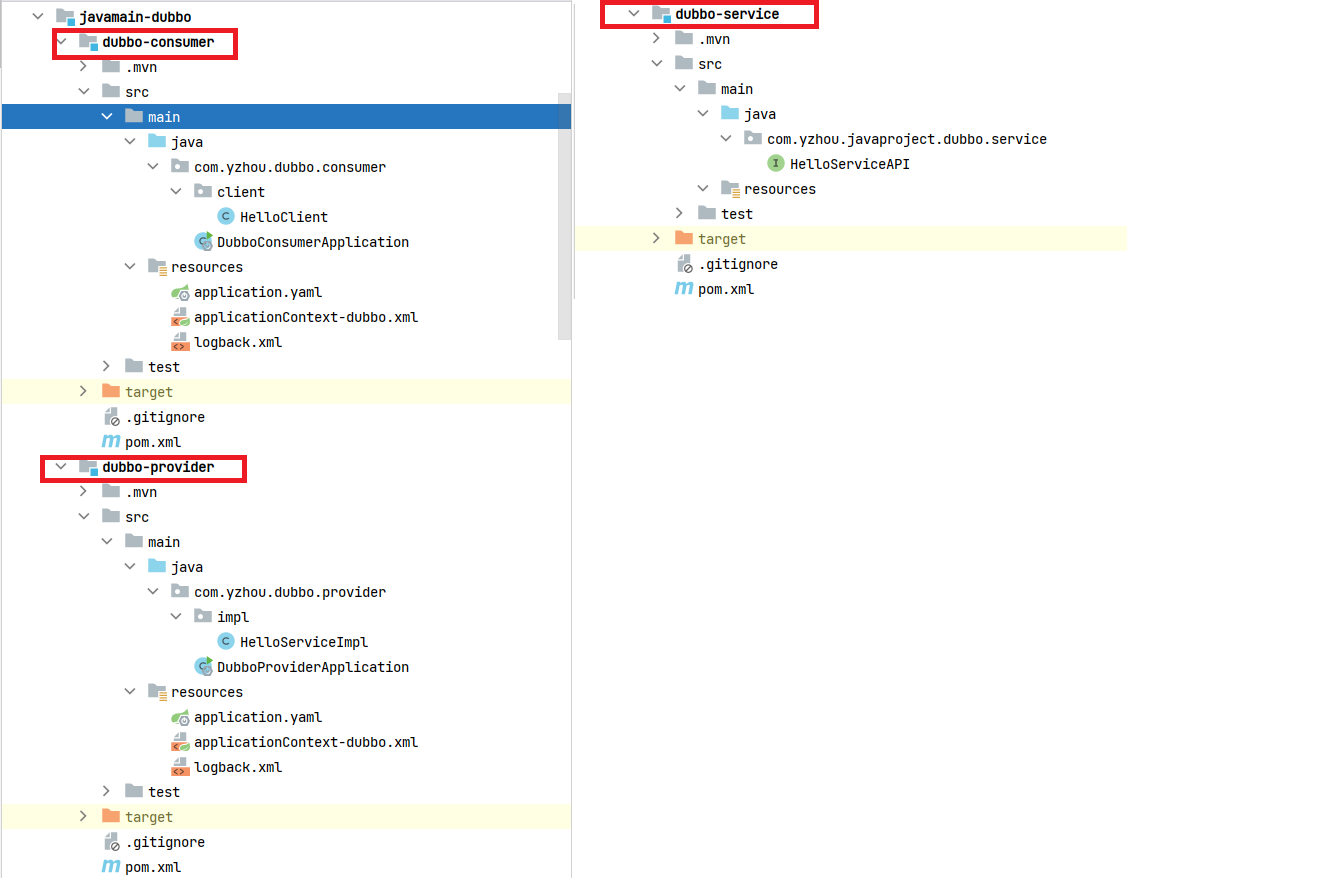 javamain-dubbo
dubbo-consumer
.mvn
src
main
java
com.yzhou.dubbo.consumer
client
C HelloClient
C DubboConsumerApplication
resources
application.yaml
applicationContext-dubbo.xml
logback.xml
test
target
.gitignore
m pom.xml
dubbo-provider
.mvn
src
main
java
com.yzhou.dubbo.provider
impl
C HelloServiceImpl
C DubboProviderApplication
resources
application.yaml
applicationContext-dubbo.xml
logback.xml
test
target
.gitignore
m pom.xml
dubbo-service
.mvn
src
main
java
com.yzhou.javaproject.dubbo.service
I HelloServiceAPI
resources
test
target
.gitignore
m pom.xml